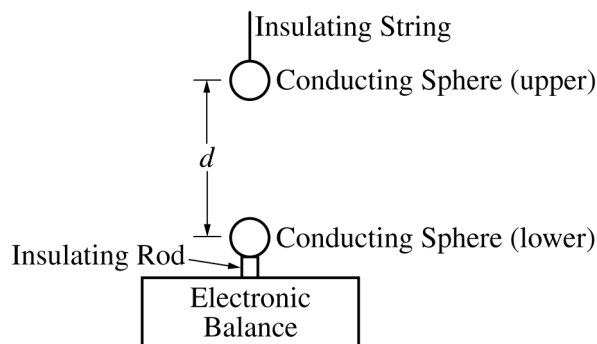 Insulating String
Conducting Sphere (upper)
d
Conducting Sphere (lower)
Insulating Rod
Electronic
Balance